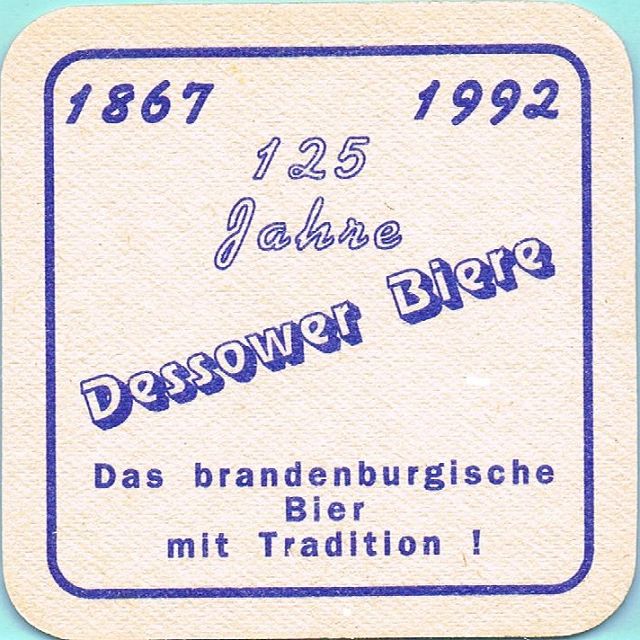 1867 1992
125
Jahre
Dessower Biere
Das brandenburgische
Bier
mit Tradition !